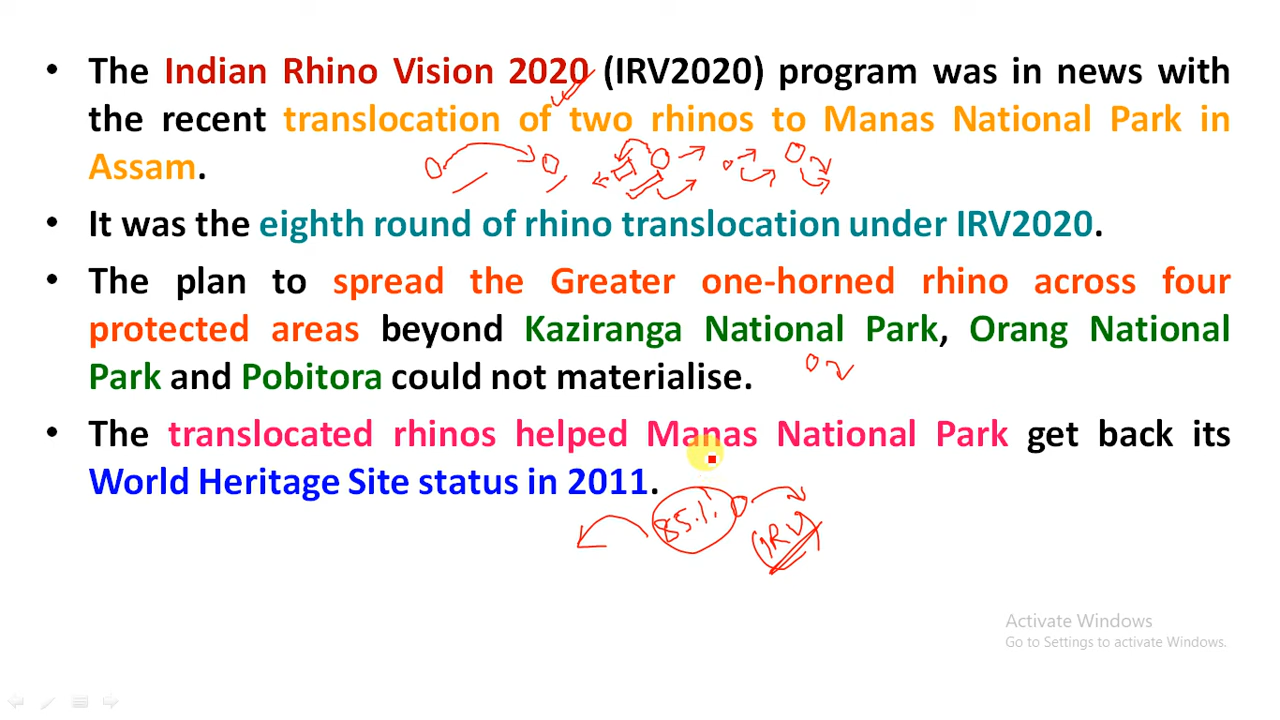 • The Indian Rhino Vision 2020 (IRV2020) program was in news with
the recent translocation of two rhinos to Manas National Park in
Assam.
• It was the eighth round of rhino translocation under IRV2020.
• The plan to spread the Greater one-horned rhino across four
protected areas beyond Kaziranga National Park, Orang National
Park and Pobitora could not materialise.
• The translocated rhinos helped Manas National Park get back its
World Heritage Site status in 2011.
85%
IRV
Activate Windows
Go to Settings to activate Windows.